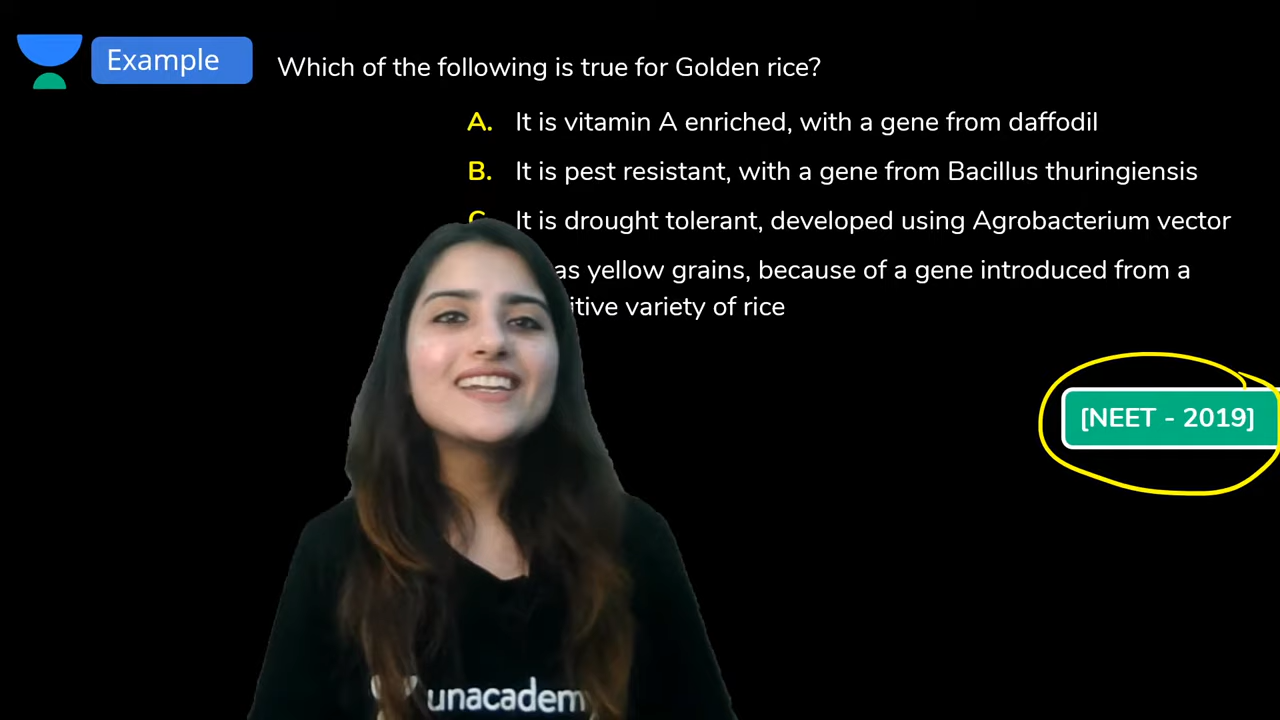 Example
Which of the following is true for Golden rice?
A. It is vitamin A enriched, with a gene from daffodil
B. It is pest resistant, with a gene from Bacillus thuringiensis
C. It is drought tolerant, developed using Agrobacterium vector
yellow grains, because of a gene introduced from a
variety of rice
[NEET - 2019]
unacadem